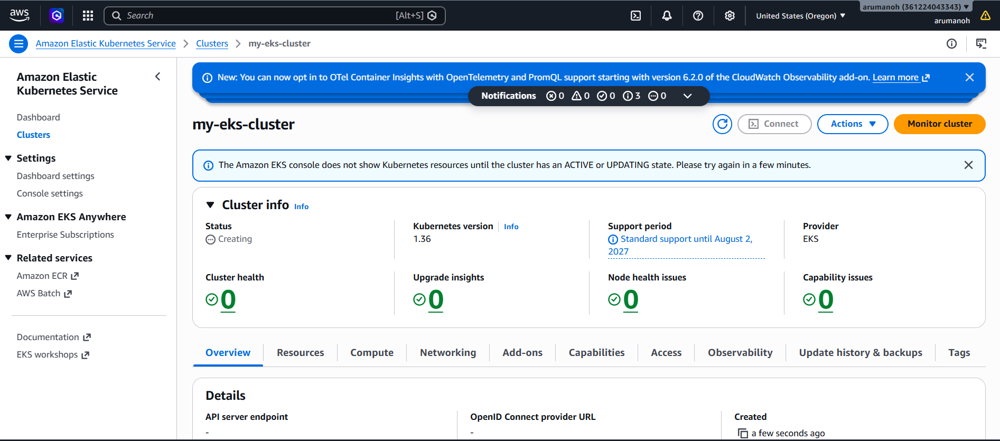 aws
Search
[Alt+S]
United States (Oregon)
arumanoh (361224043343)
arumanoh
Amazon Elastic Kubernetes Service
Clusters
my-eks-cluster
Amazon Elastic
Kubernetes Service
Dashboard
Clusters
Settings
Dashboard settings
Console settings
Amazon EKS Anywhere
Enterprise Subscriptions
Related services
Amazon ECR
AWS Batch
Documentation
EKS workshops
New: You can now opt in to OTel Container Insights with OpenTelemetry and PromQL support starting with version 6.2.0 of the CloudWatch Observability add-on. Learn more
Notifications 0 0 0 3 0
my-eks-cluster
Connect
Actions
Monitor cluster
The Amazon EKS console does not show Kubernetes resources until the cluster has an ACTIVE or UPDATING state. Please try again in a few minutes.
Cluster info Info
Status
Creating
Kubernetes version Info
1.36
Support period
Standard support until August 2,
2027
Provider
EKS
Cluster health
0
Upgrade insights
0
Node health issues
0
Capability issues
0
Overview
Resources
Compute
Networking
Add-ons
Capabilities
Access
Observability
Update history & backups
Tags
Details
API server endpoint
-
OpenID Connect provider URL
-
Created
a few seconds ago